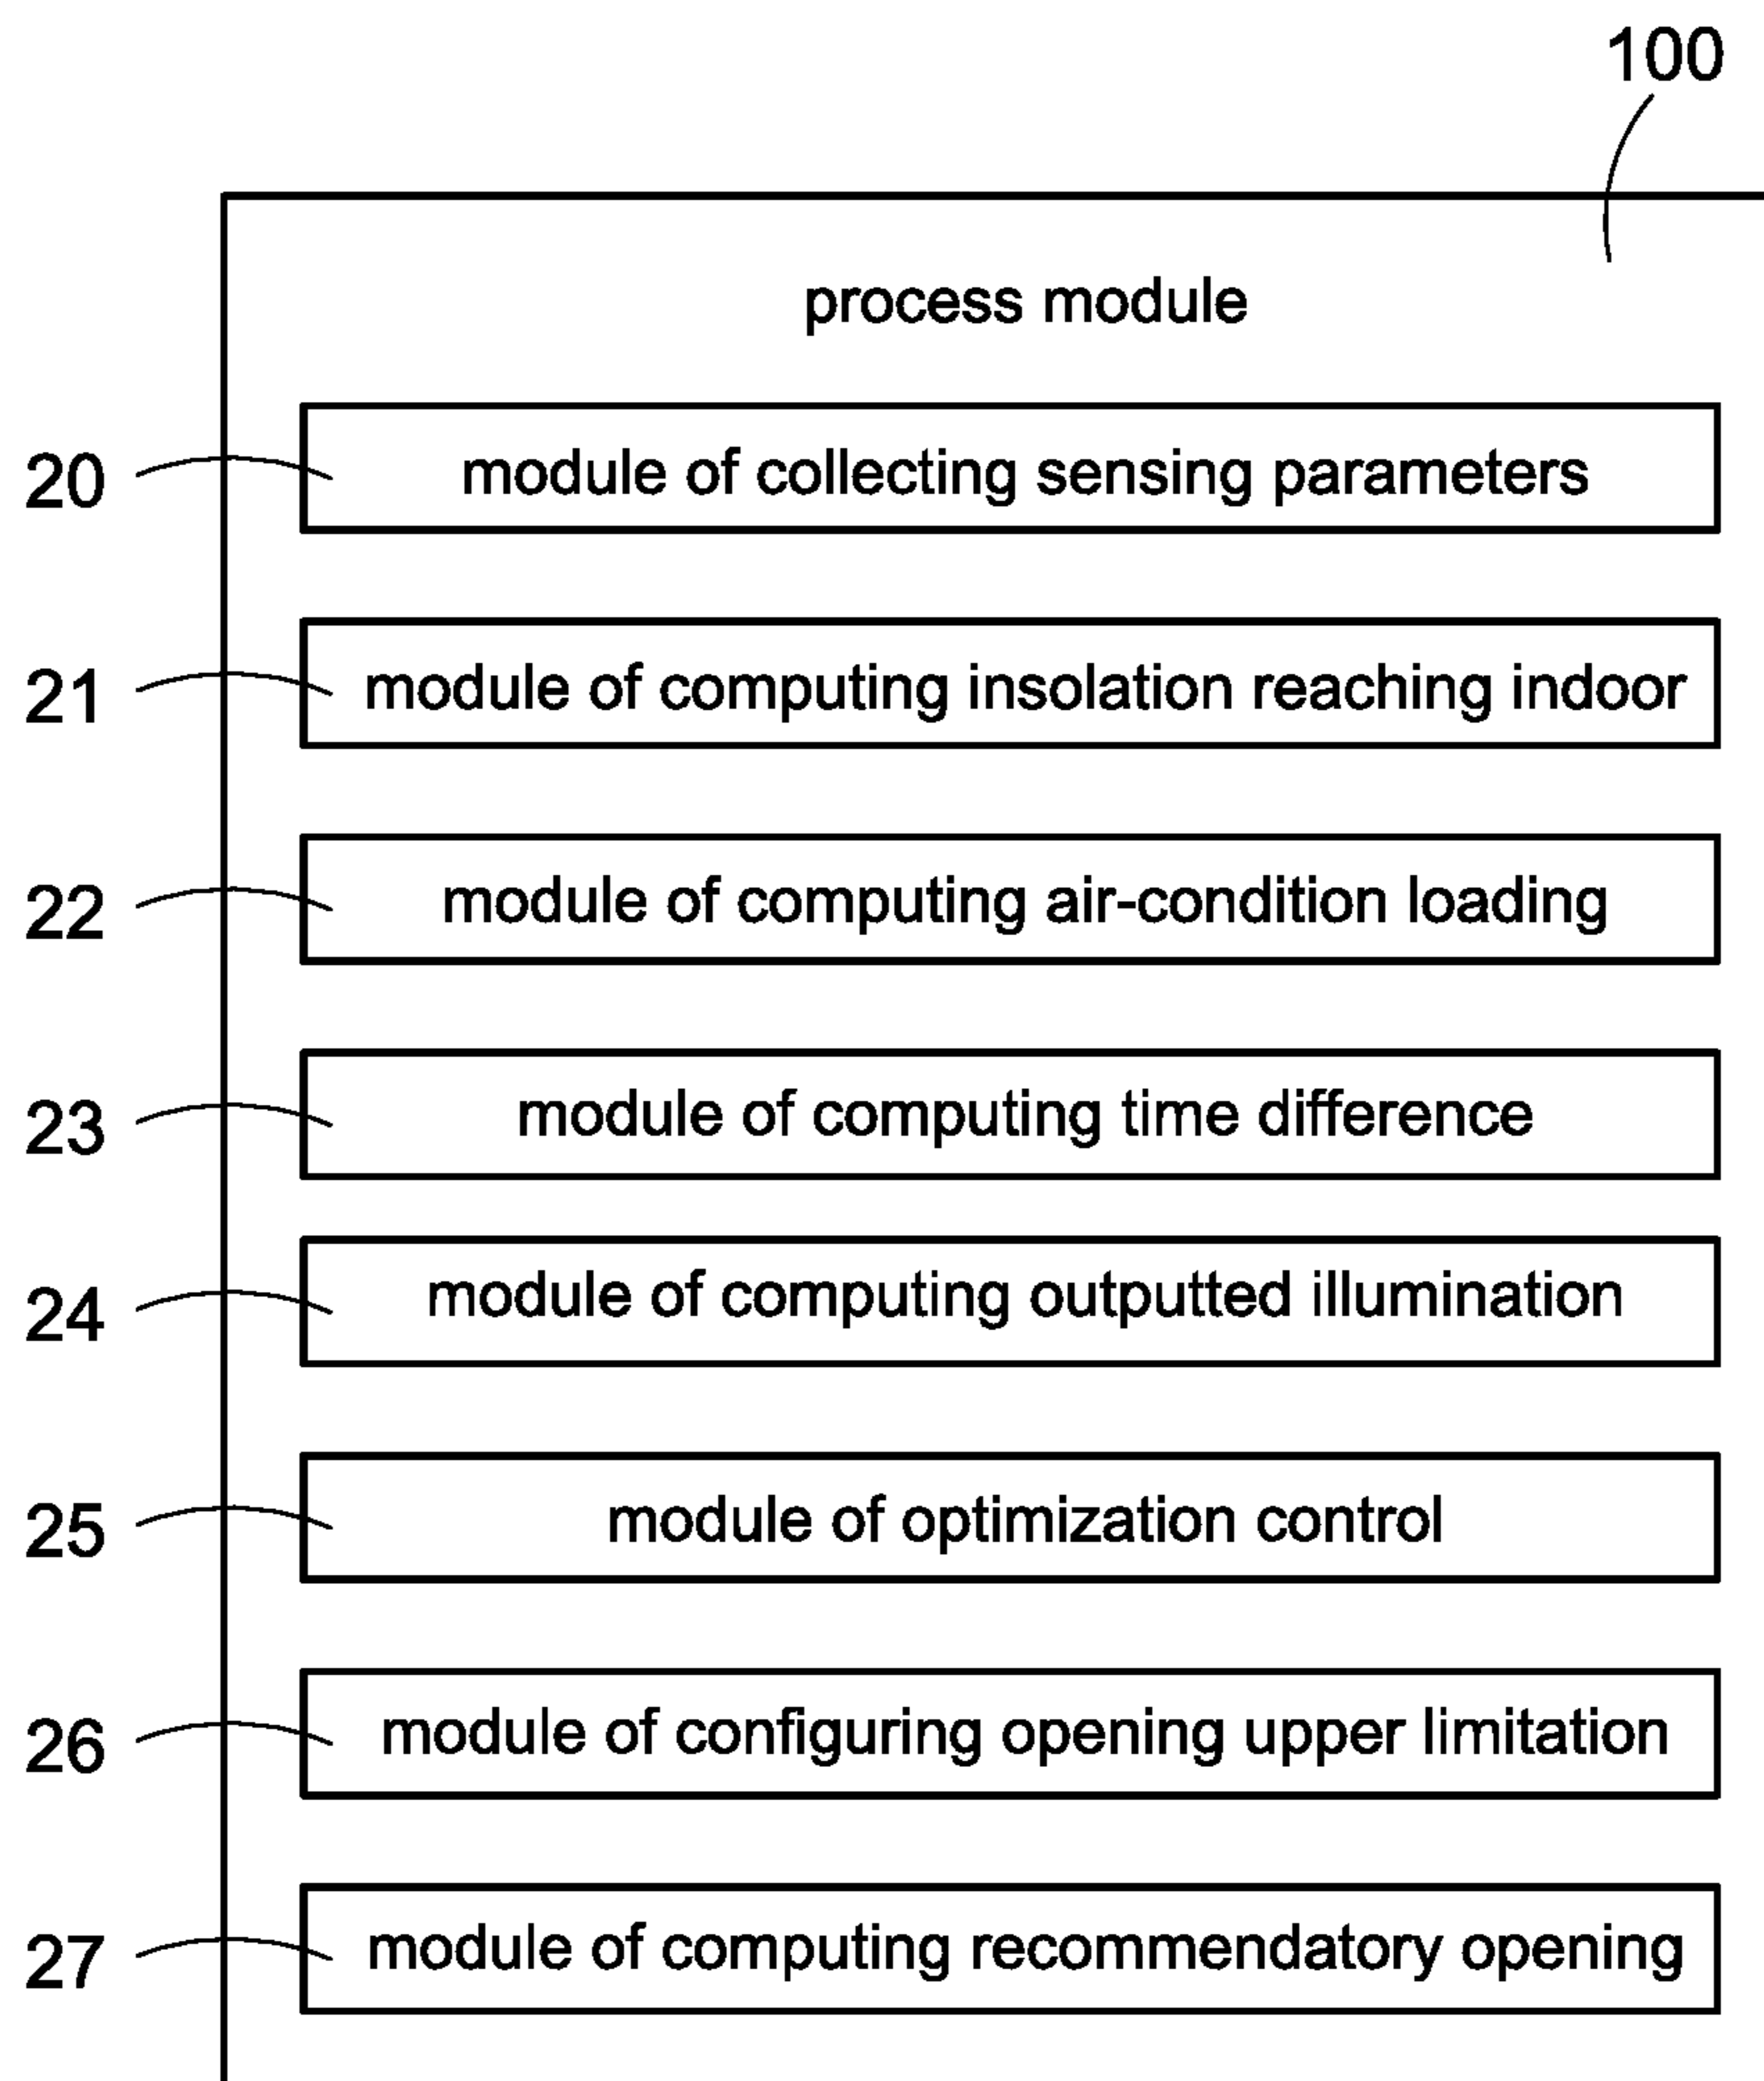 100
process module
20 module of collecting sensing parameters
21 module of computing insolation reaching indoor
22 module of computing air-condition loading
23 module of computing time difference
24 module of computing outputted illumination
25 module of optimization control
26 module of configuring opening upper limitation
27 module of computing recommendatory opening